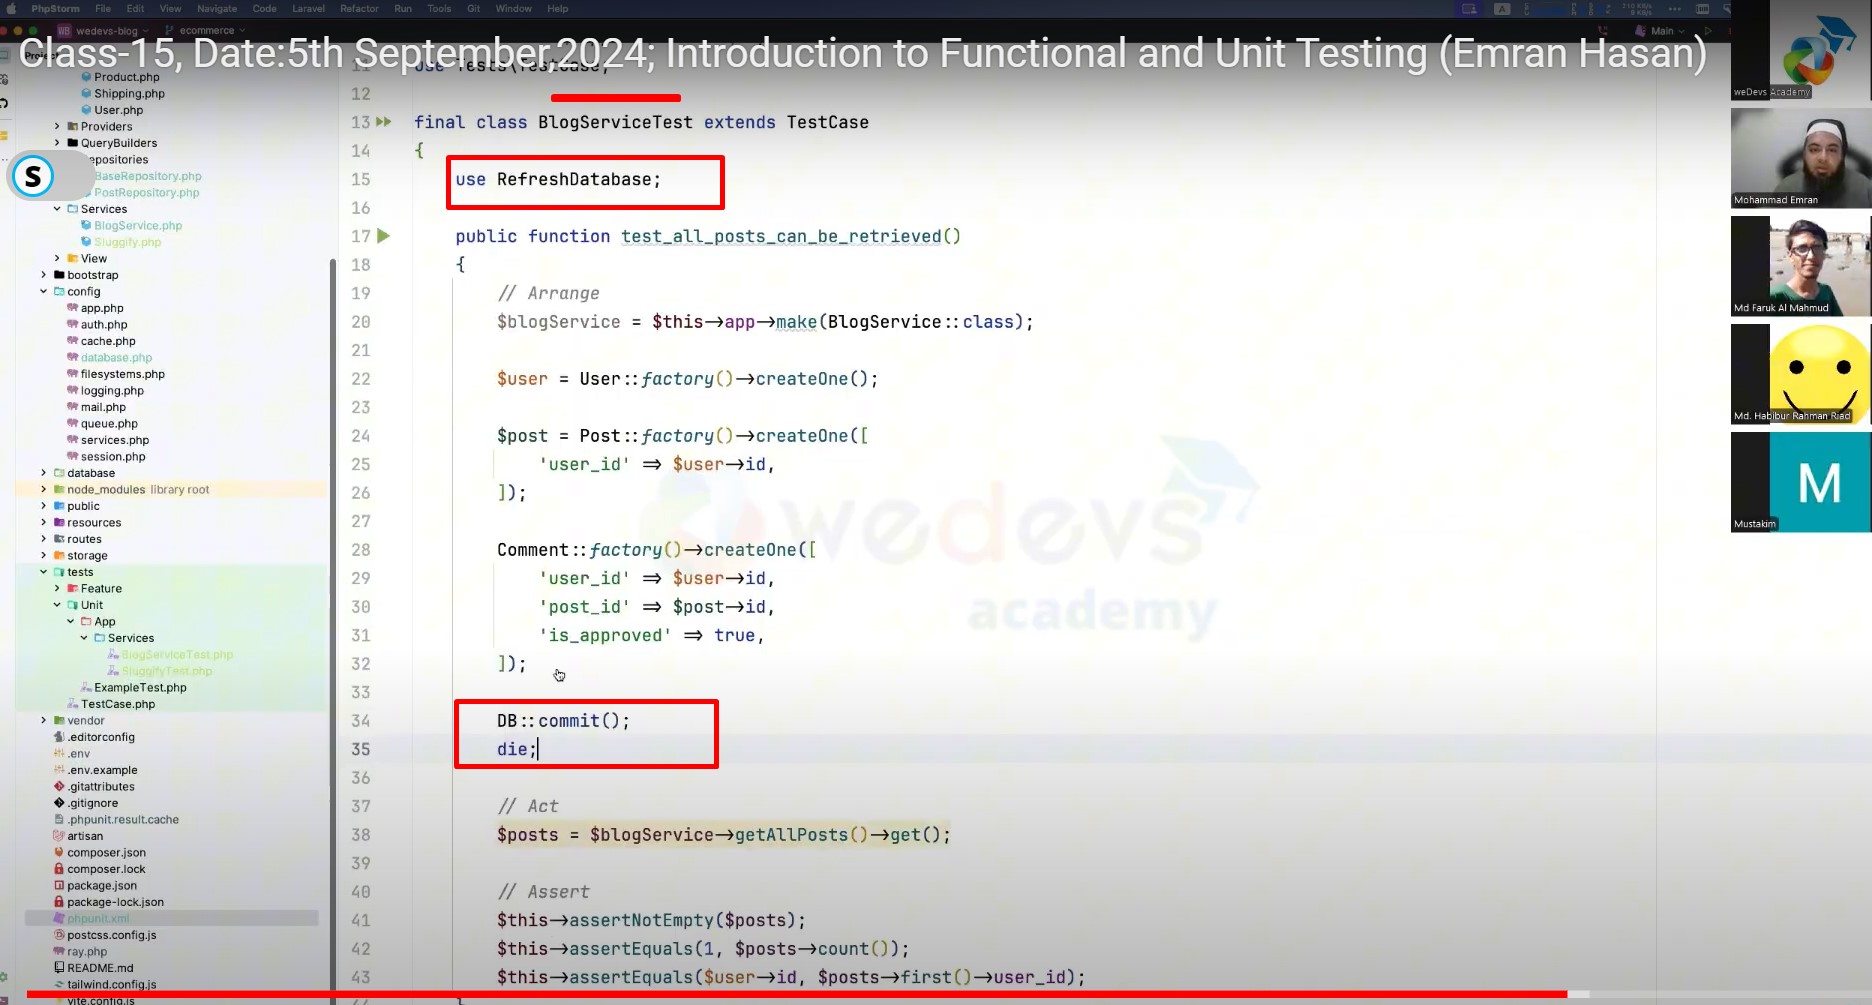 PhpStorm File Edit View Navigate Code Laravel Refactor Run Tools Git Window Help
WB wedevs-blog ecommerce Main
Class-15, Date:5th September,2024; Introduction to Functional and Unit Testing (Emran Hasan)
Product.php
Shipping.php
User.php
Providers
QueryBuilders
epositories
BaseRepository.php
PostRepository.php
Services
BlogService.php
Sluggify.php
View
bootstrap
config
app.php
auth.php
cache.php
database.php
filesystems.php
logging.php
mail.php
queue.php
services.php
session.php
database
node_modules library root
public
resources
routes
storage
tests
Feature
Unit
App
Services
BlogServiceTest.php
SluggifyTest.php
ExampleTest.php
TestCase.php
vendor
.editorconfig
.env
.env.example
.gitattributes
.gitignore
.phpunit.result.cache
artisan
composer.json
composer.lock
package.json
package-lock.json
phpunit.xml
postcss.config.js
ray.php
README.md
tailwind.config.js
vite.config.js
S
11 use Tests\TestCase;
12
13 final class BlogServiceTest extends TestCase
14 {
15 use RefreshDatabase;
16
17 public function test_all_posts_can_be_retrieved()
18 {
19 // Arrange
20 $blogService = $this->app->make(BlogService::class);
21
22 $user = User::factory()->createOne();
23
24 $post = Post::factory()->createOne([
25 'user_id' => $user->id,
26 ]);
27
28 Comment::factory()->createOne([
29 'user_id' => $user->id,
30 'post_id' => $post->id,
31 'is_approved' => true,
32 ]);
33
34 DB::commit();
35 die;
36
37 // Act
38 $posts = $blogService->getAllPosts()->get();
39
40 // Assert
41 $this->assertNotEmpty($posts);
42 $this->assertEquals(1, $posts->count());
43 $this->assertEquals($user->id, $posts->first()->user_id);
wedevs
academy
weDevs Academy
Mohammad Emran
Md Faruk Al Mahmud
Md. Habibur Rahman Riad
M
Mustakim